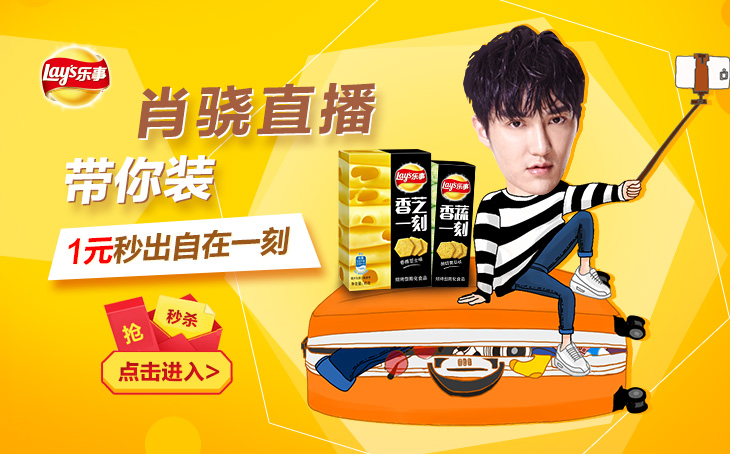 Lay's乐事
肖骁直播
带你装
1元秒出自在一刻
抢
秒杀
点击进入>
Lay's乐事
香芝一刻
Lay's乐事
香蔬一刻